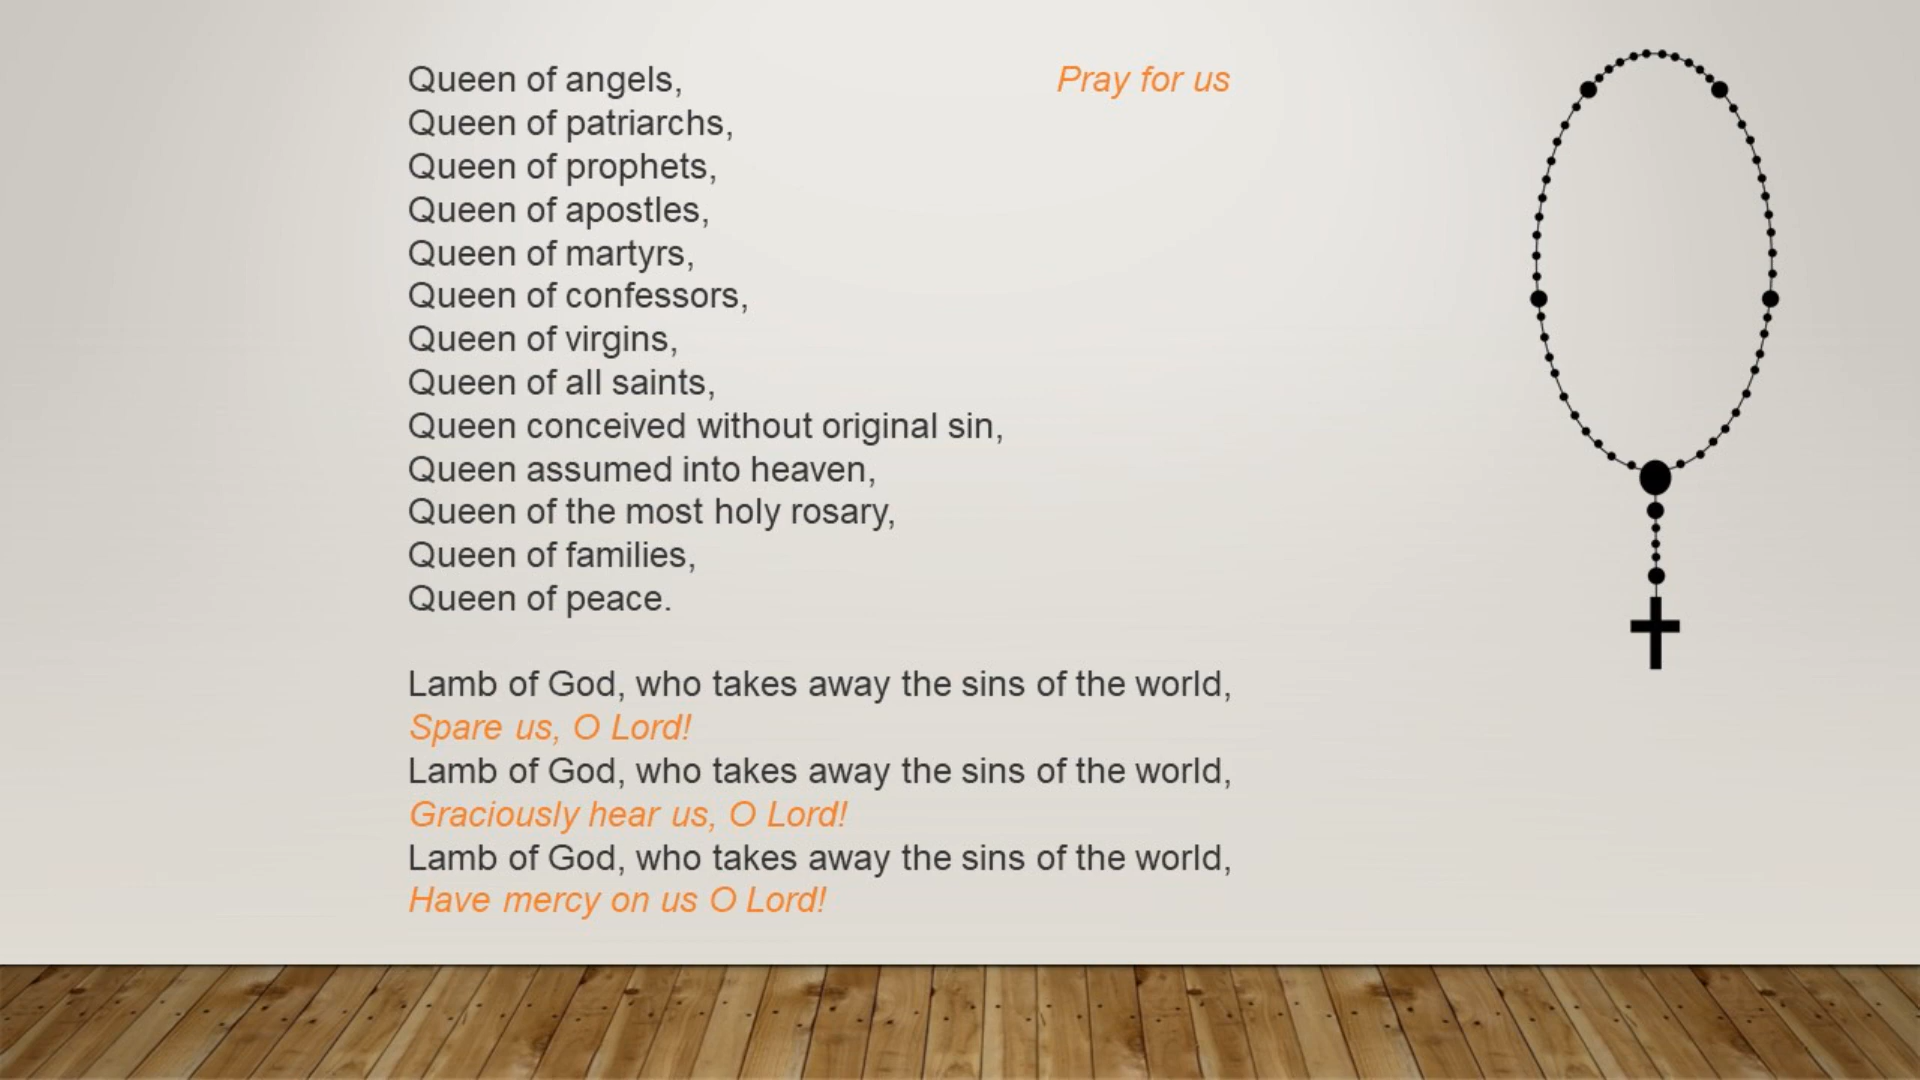 Queen of angels, Pray for us
Queen of patriarchs,
Queen of prophets,
Queen of apostles,
Queen of martyrs,
Queen of confessors,
Queen of virgins,
Queen of all saints,
Queen conceived without original sin,
Queen assumed into heaven,
Queen of the most holy rosary,
Queen of families,
Queen of peace.
Lamb of God, who takes away the sins of the world,
Spare us, O Lord!
Lamb of God, who takes away the sins of the world,
Graciously hear us, O Lord!
Lamb of God, who takes away the sins of the world,
Have mercy on us O Lord!